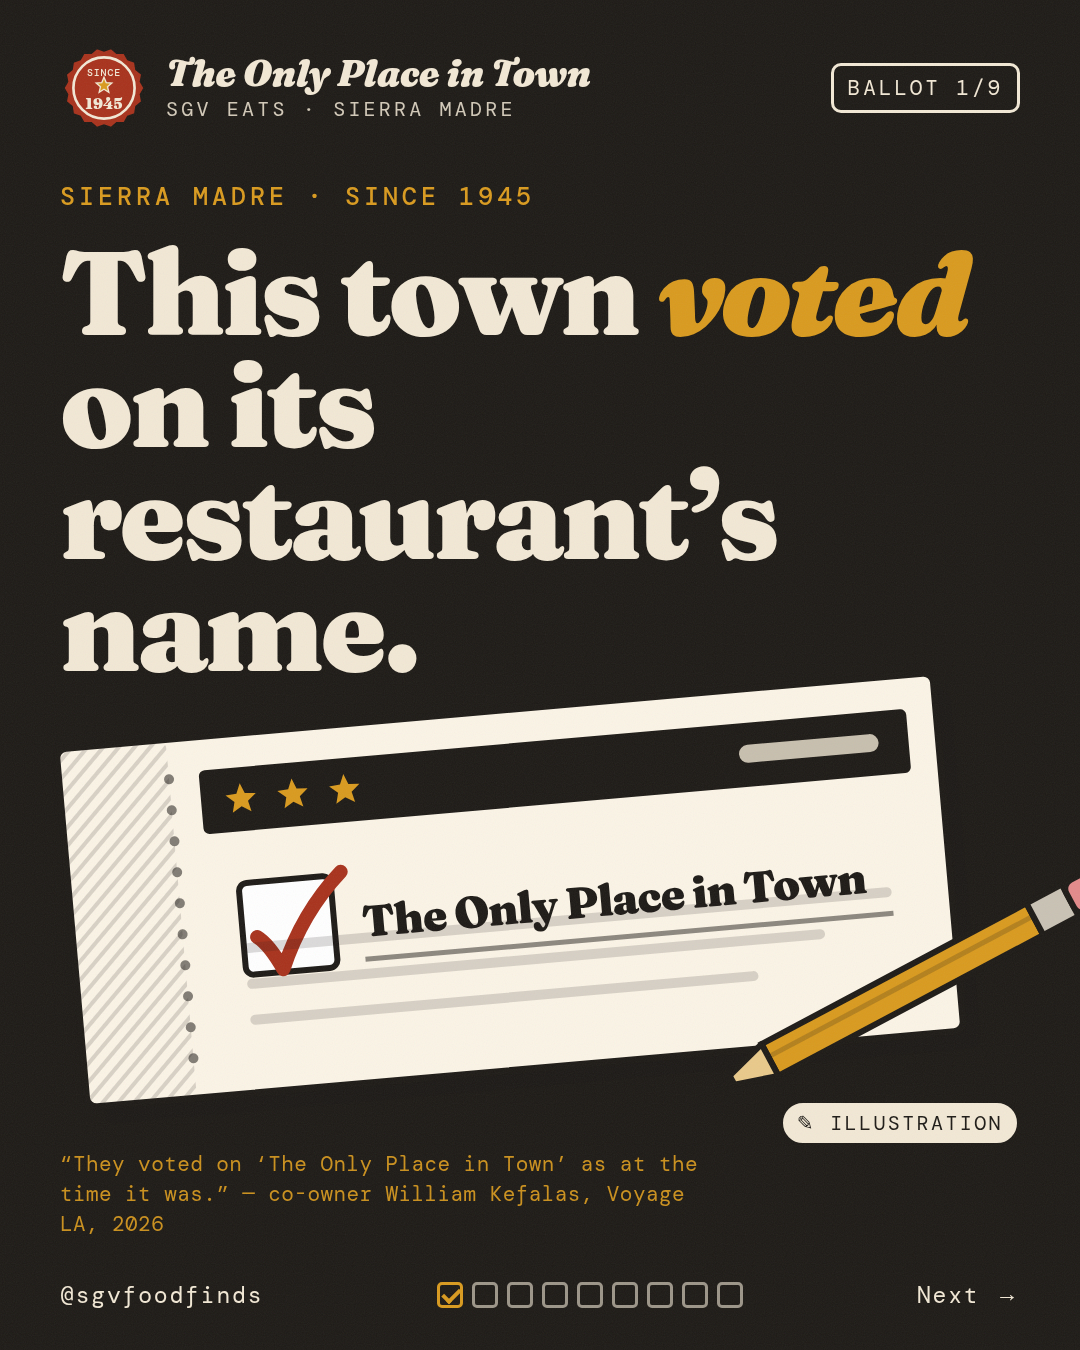 SINCE
1945
The Only Place in Town
SGV EATS · SIERRA MADRE
BALLOT 1/9
SIERRA MADRE · SINCE 1945
This town voted
on its
restaurant’s
name.
The Only Place in Town
✎ ILLUSTRATION
“They voted on ‘The Only Place in Town’ as at the
time it was.” — co-owner William Kefalas, Voyage
LA, 2026
@sgvfoodfinds
Next →